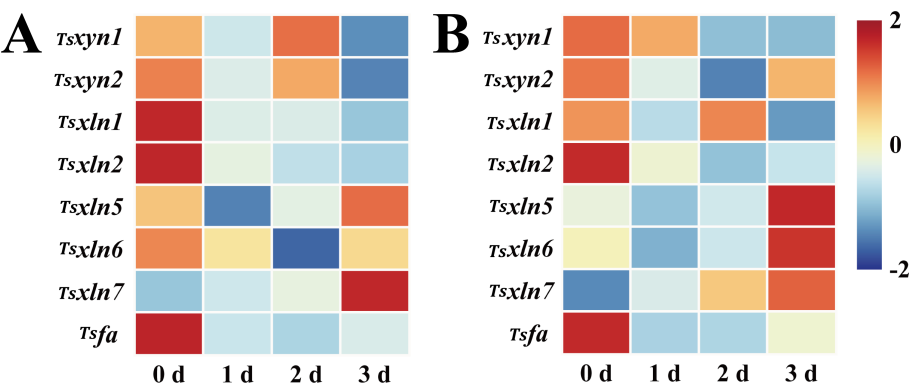 A
Tsxyn1
Tsxyn2
Tsxln1
Tsxln2
Tsxln5
Tsxln6
Tsxln7
Tsfa
0 d 1 d 2 d 3 d
B
Tsxyn1
Tsxyn2
Tsxln1
Tsxln2
Tsxln5
Tsxln6
Tsxln7
Tsfa
0 d 1 d 2 d 3 d
2
0
-2